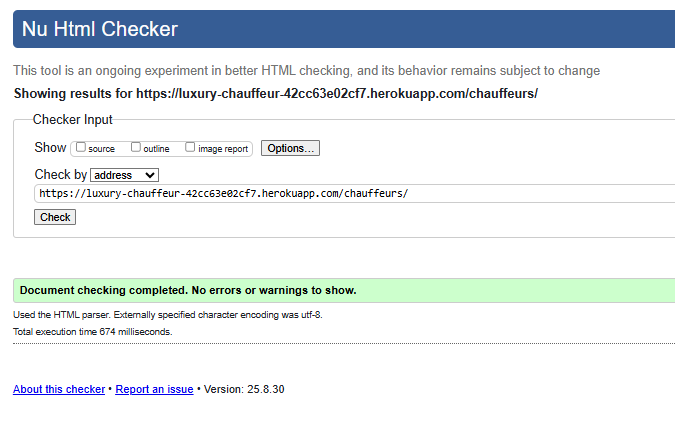 Nu Html Checker
This tool is an ongoing experiment in better HTML checking, and its behavior remains subject to change
Showing results for https://luxury-chauffeur-42cc63e02cf7.herokuapp.com/chauffeurs/
Checker Input
Show source outline image report Options...
Check by address
https://luxury-chauffeur-42cc63e02cf7.herokuapp.com/chauffeurs/
Check
Document checking completed. No errors or warnings to show.
Used the HTML parser. Externally specified character encoding was utf-8.
Total execution time 674 milliseconds.
About this checker • Report an issue • Version: 25.8.30